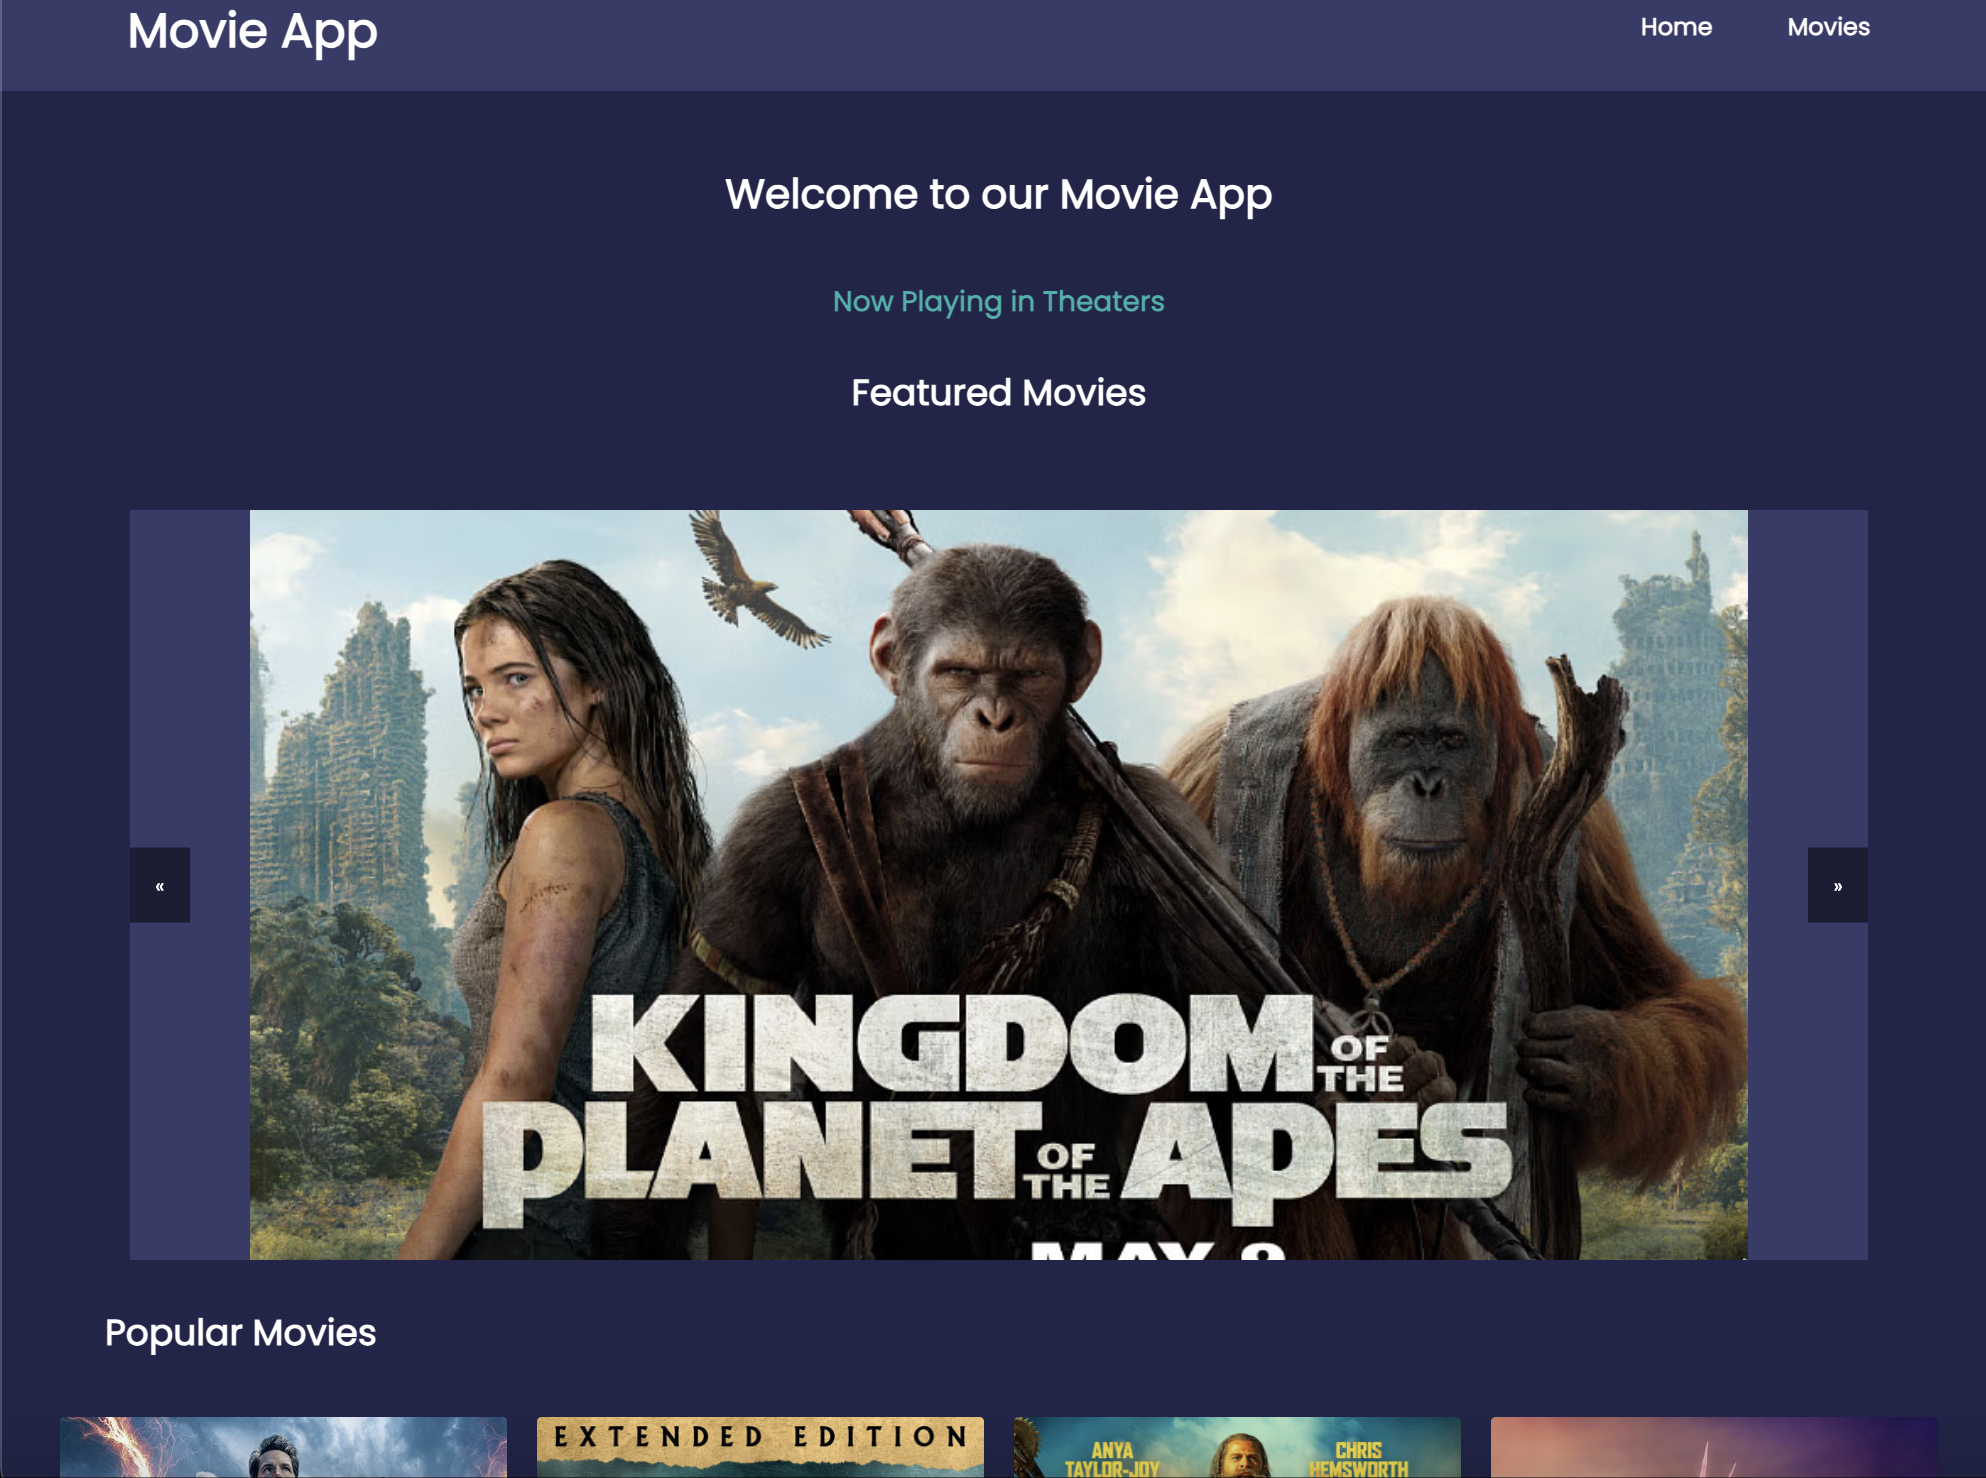 Movie App
Home
Movies
Welcome to our Movie App
Now Playing in Theaters
Featured Movies
«
»
KINGDOM OF THE
PLANET OF THE APES
Popular Movies
EXTENDED EDITION
ANYA
TAYLOR-JOY
CHRIS
HEMSWORTH